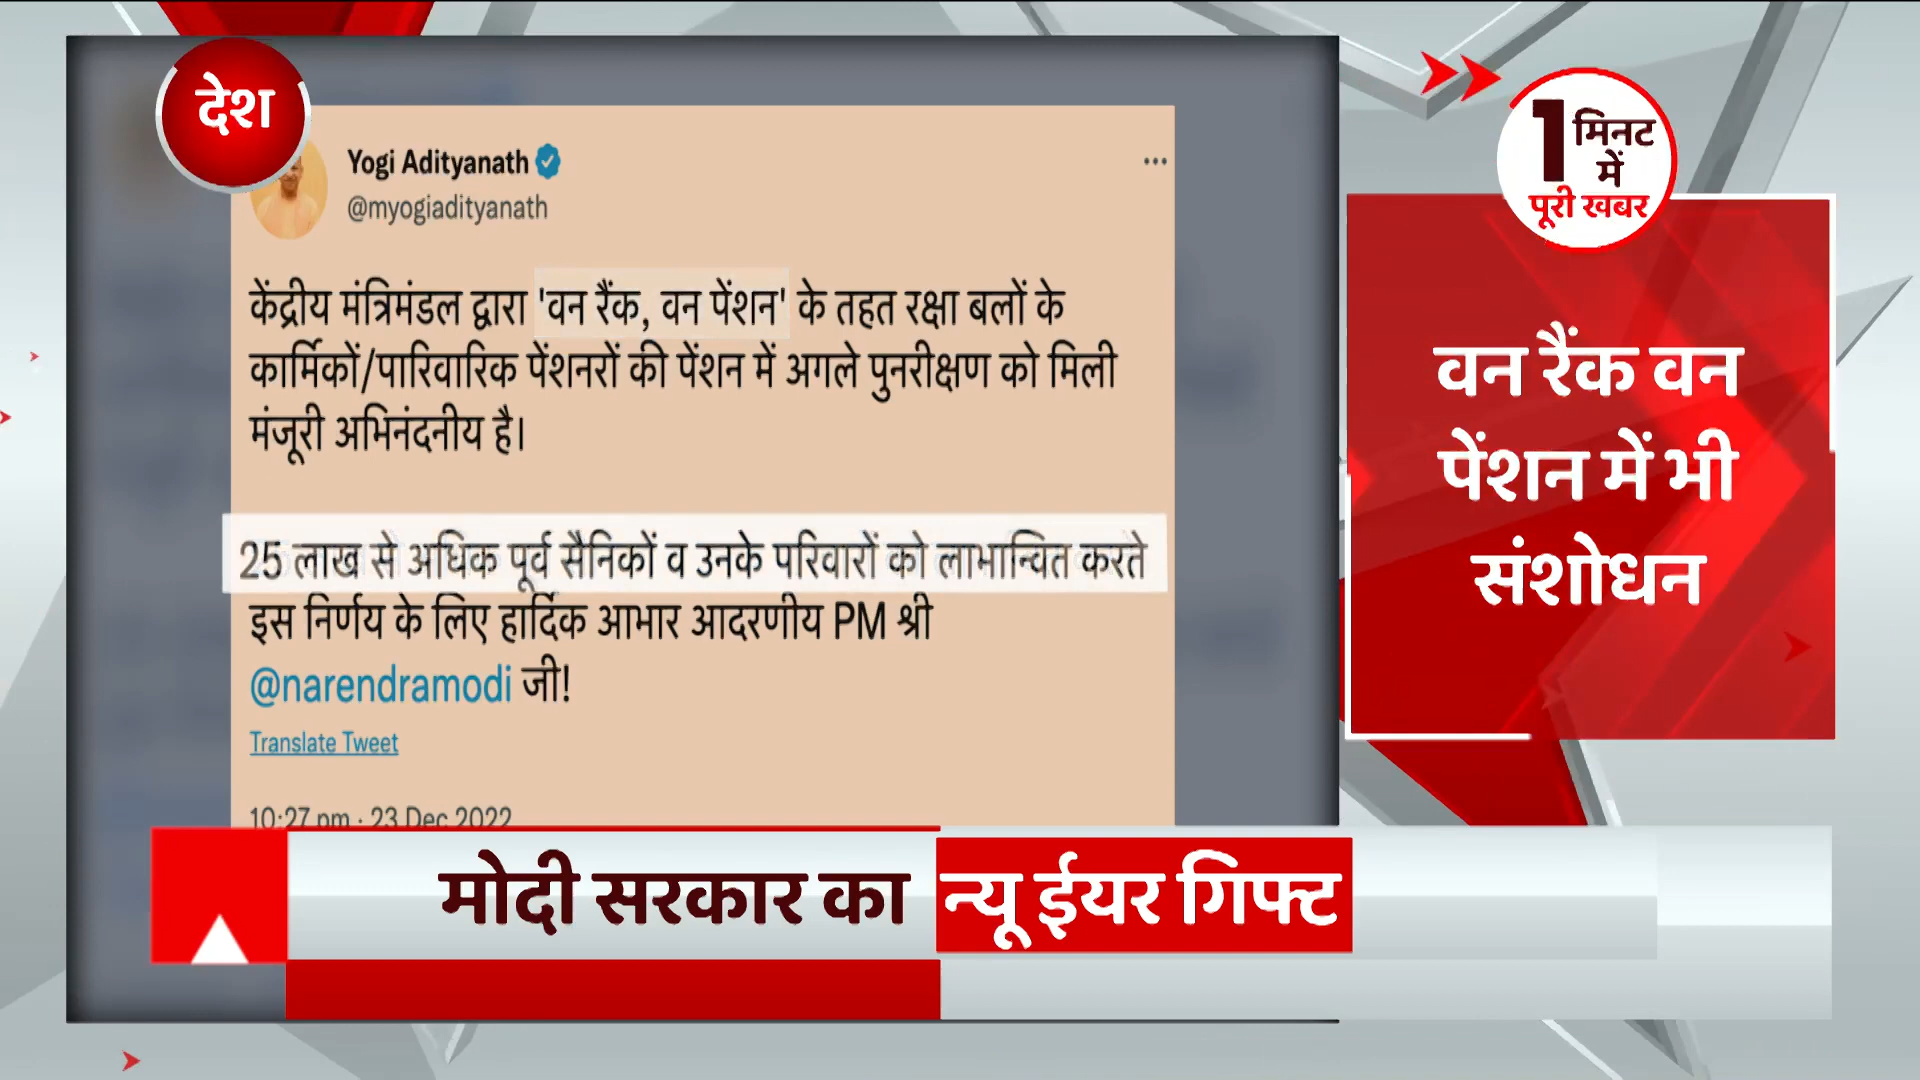 देश
Yogi Adityanath
@myogiadityanath
केंद्रीय मंत्रिमंडल द्वारा 'वन रैंक, वन पेंशन' के तहत रक्षा बलों के
कार्मिकों/पारिवारिक पेंशनरों की पेंशन में अगले पुनरीक्षण को मिली
मंजूरी अभिनंदनीय है।
25 लाख से अधिक पूर्व सैनिकों व उनके परिवारों को लाभान्वित करते
इस निर्णय के लिए हार्दिक आभार आदरणीय PM श्री
@narendramodi जी!
Translate Tweet
10:27 pm · 23 Dec 2022
1 मिनट
में
पूरी खबर
वन रैंक वन
पेंशन में भी
संशोधन
मोदी सरकार का न्यू ईयर गिफ्ट